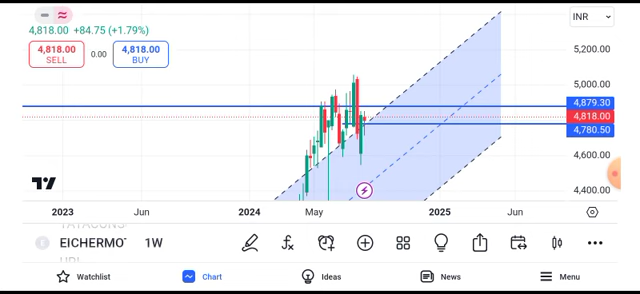 INR
4,818.00 +84.75 (+1.79%)
4,818.00
SELL
0.00
4,818.00
BUY
5,200.00
5,000.00
4,879.30
4,818.00
4,780.50
4,600.00
4,400.00
2023 Jun 2024 May 2025 Jun
E EICHERMOT 1W
Watchlist Chart Ideas News Menu